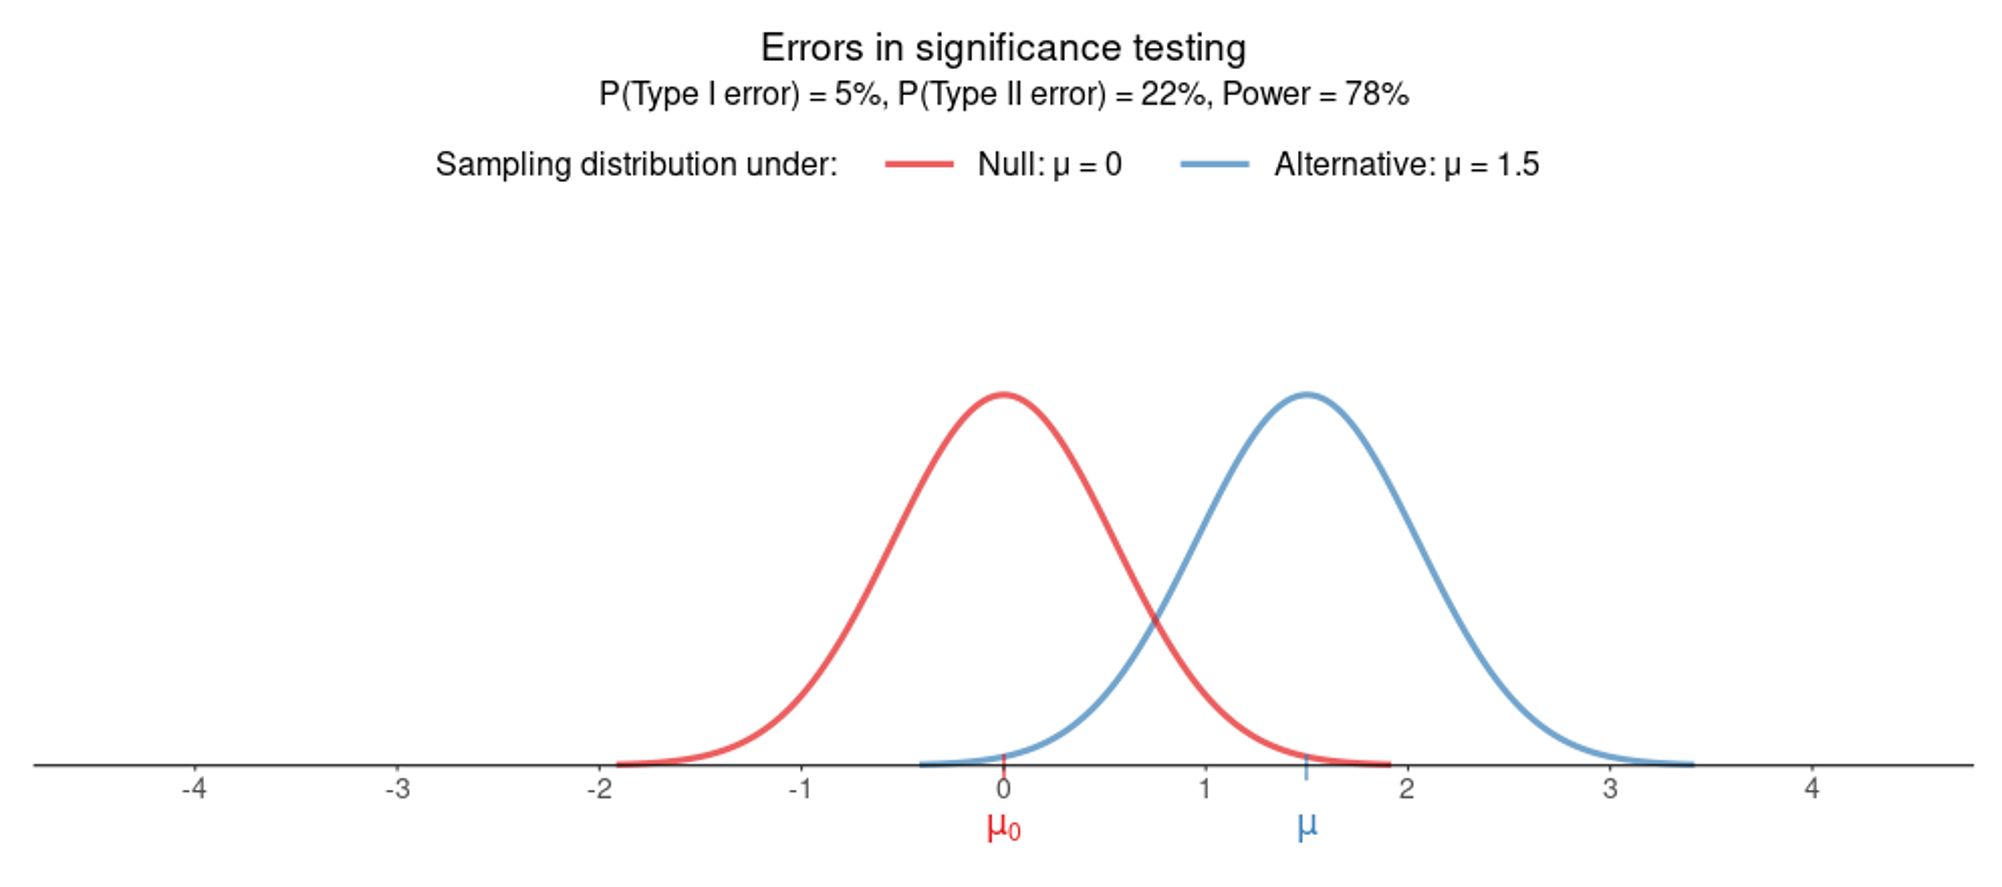 Errors in significance testing
P(Type I error) = 5%, P(Type II error) = 22%, Power = 78%
Sampling distribution under: Null: μ = 0 Alternative: μ = 1.5
-4 -3 -2 -1 0 1 2 3 4
μ₀ μ